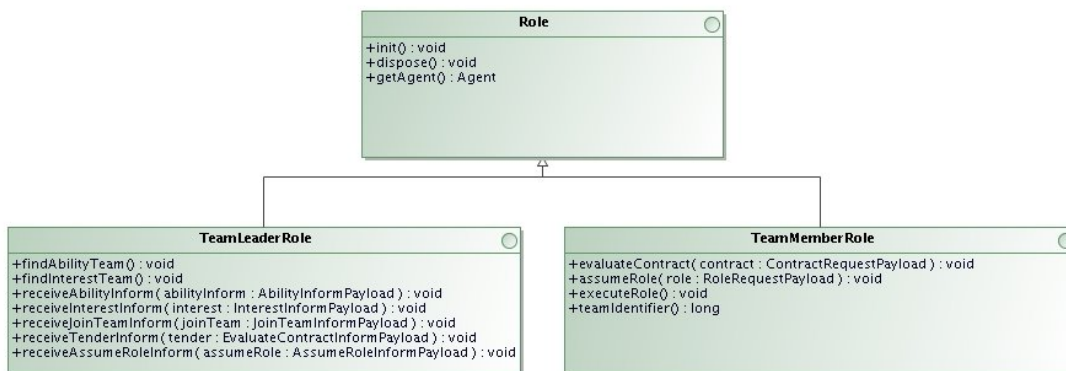 Role
+init() : void
+dispose() : void
+getAgent() : Agent
TeamLeaderRole
+findAbilityTeam() : void
+findInterestTeam() : void
+receiveAbilityInform( abilityInform : AbilityInformPayload ) : void
+receiveInterestInform( interest : InterestInformPayload ) : void
+receiveJoinTeamInform( joinTeam : JoinTeamInformPayload ) : void
+receiveTenderInform( tender : EvaluateContractInformPayload ) : void
+receiveAssumeRoleInform( assumeRole : AssumeRoleInformPayload ) : void
TeamMemberRole
+evaluateContract( contract : ContractRequestPayload ) : void
+assumeRole( role : RoleRequestPayload ) : void
+executeRole() : void
+teamIdentifier() : long